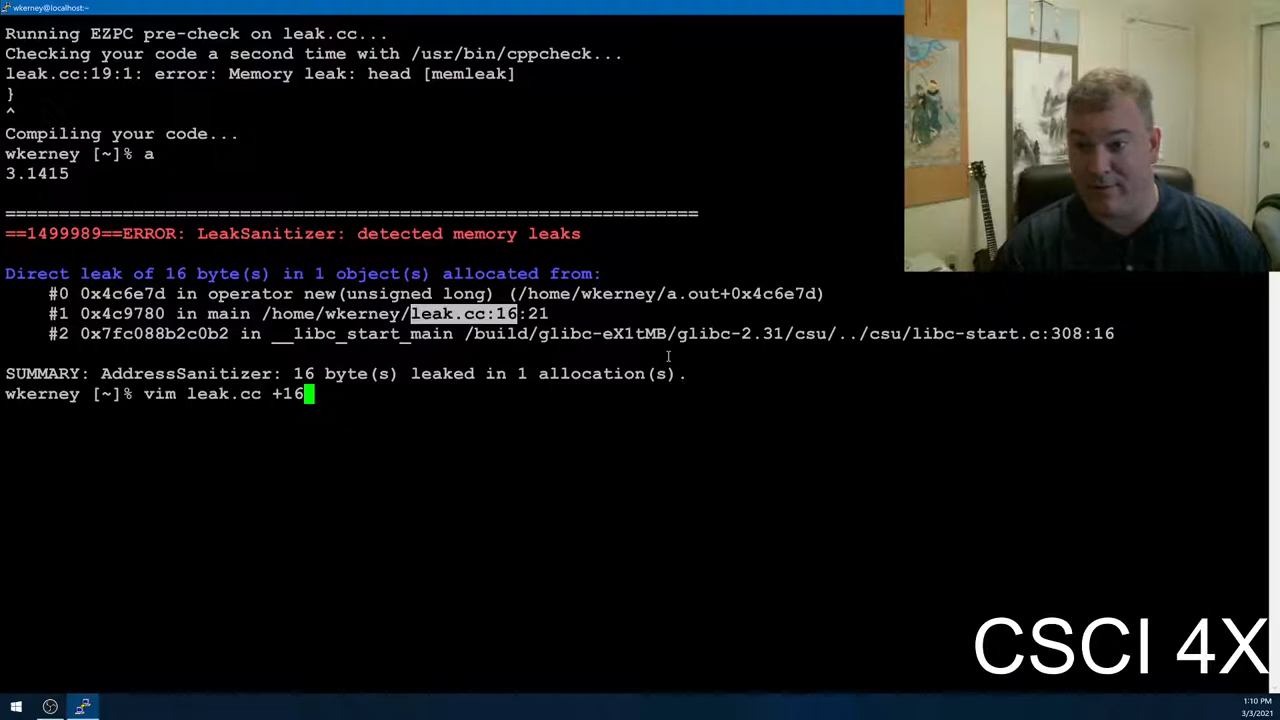 wkerney@localhost:~
Running EZPC pre-check on leak.cc...
Checking your code a second time with /usr/bin/cppcheck...
leak.cc:19:1: error: Memory leak: head [memleak]
}
^
Compiling your code...
wkerney [~]% a
3.1415
=================================================================
==1499989==ERROR: LeakSanitizer: detected memory leaks
Direct leak of 16 byte(s) in 1 object(s) allocated from:
#0 0x4c6e7d in operator new(unsigned long) (/home/wkerney/a.out+0x4c6e7d)
#1 0x4c9780 in main /home/wkerney/leak.cc:16:21
#2 0x7fc088b2c0b2 in __libc_start_main /build/glibc-eX1tMB/glibc-2.31/csu/../csu/libc-start.c:308:16
SUMMARY: AddressSanitizer: 16 byte(s) leaked in 1 allocation(s).
wkerney [~]% vim leak.cc +16
CSCI 4X
1:10 PM
3/3/2021